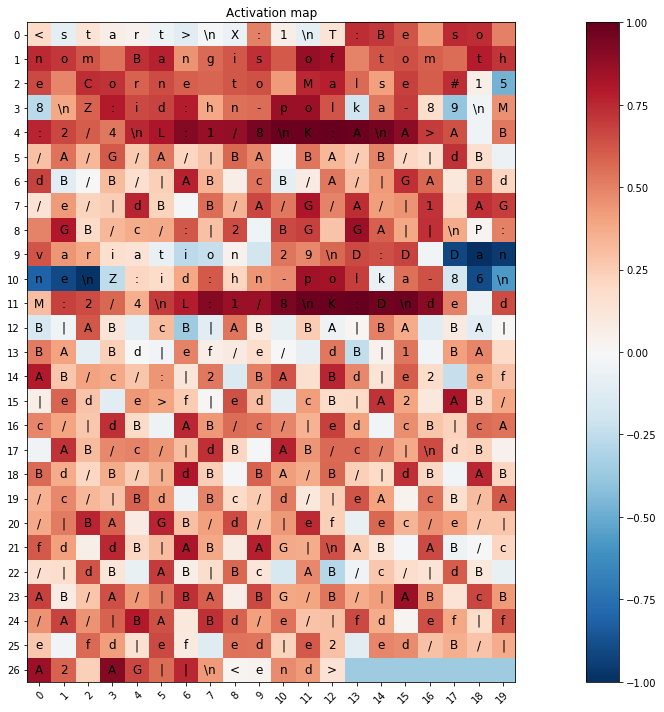 Activation map
0 < s t a r t > \n X : 1 \n T : B e s o
1 n o m B a n g i s o f t o m t h
2 e C o r n e t o M a l s e # 1 5
3 8 \n Z : i d : h n - p o l k a - 8 9 \n M
4 : 2 / 4 \n L : 1 / 8 \n K : A \n A > A B
5 / A / G / A / | B A B A / B / | d B
6 d B / B / | A B c B / A / | G A B d
7 / e / | d B B / A / G / A / | 1 A G
8 G B / c / : | 2 B G G A | | \n P :
9 v a r i a t i o n 2 9 \n D : D D a n
10 n e \n Z : i d : h n - p o l k a - 8 6 \n
11 M : 2 / 4 \n L : 1 / 8 \n K : D \n d e d
12 B | A B c B | A B B A | B A B A |
13 B A B d | e f / e / d B | 1 B A
14 A B / c / : | 2 B A B d | e 2 e f
15 | e d e > f | e d c B | A 2 A B /
16 c / | d B A B / c / | e d c B | c A
17 A B / c / | d B A B / c / | \n d B
18 B d / B / | d B B A / B / | d B A B
19 / c / | B d B c / d / | e A c B / A
20 / | B A G B / d / | e f e c / e / |
21 f d d B | A B A G | \n A B A B / c
22 / | d B A B | B c A B / c / | d B
23 A B / A / | B A B G / B / | A B c B
24 / A / | B A B d / e / | f d e f | f
25 e f d | e f e d | e 2 e d / B / |
26 A 2 A G | | \n < e n d >
0 1 2 3 4 5 6 7 8 9 10 11 12 13 14 15 16 17 18 19
1.00
0.75
0.50
0.25
0.00
−0.25
−0.50
−0.75
−1.00